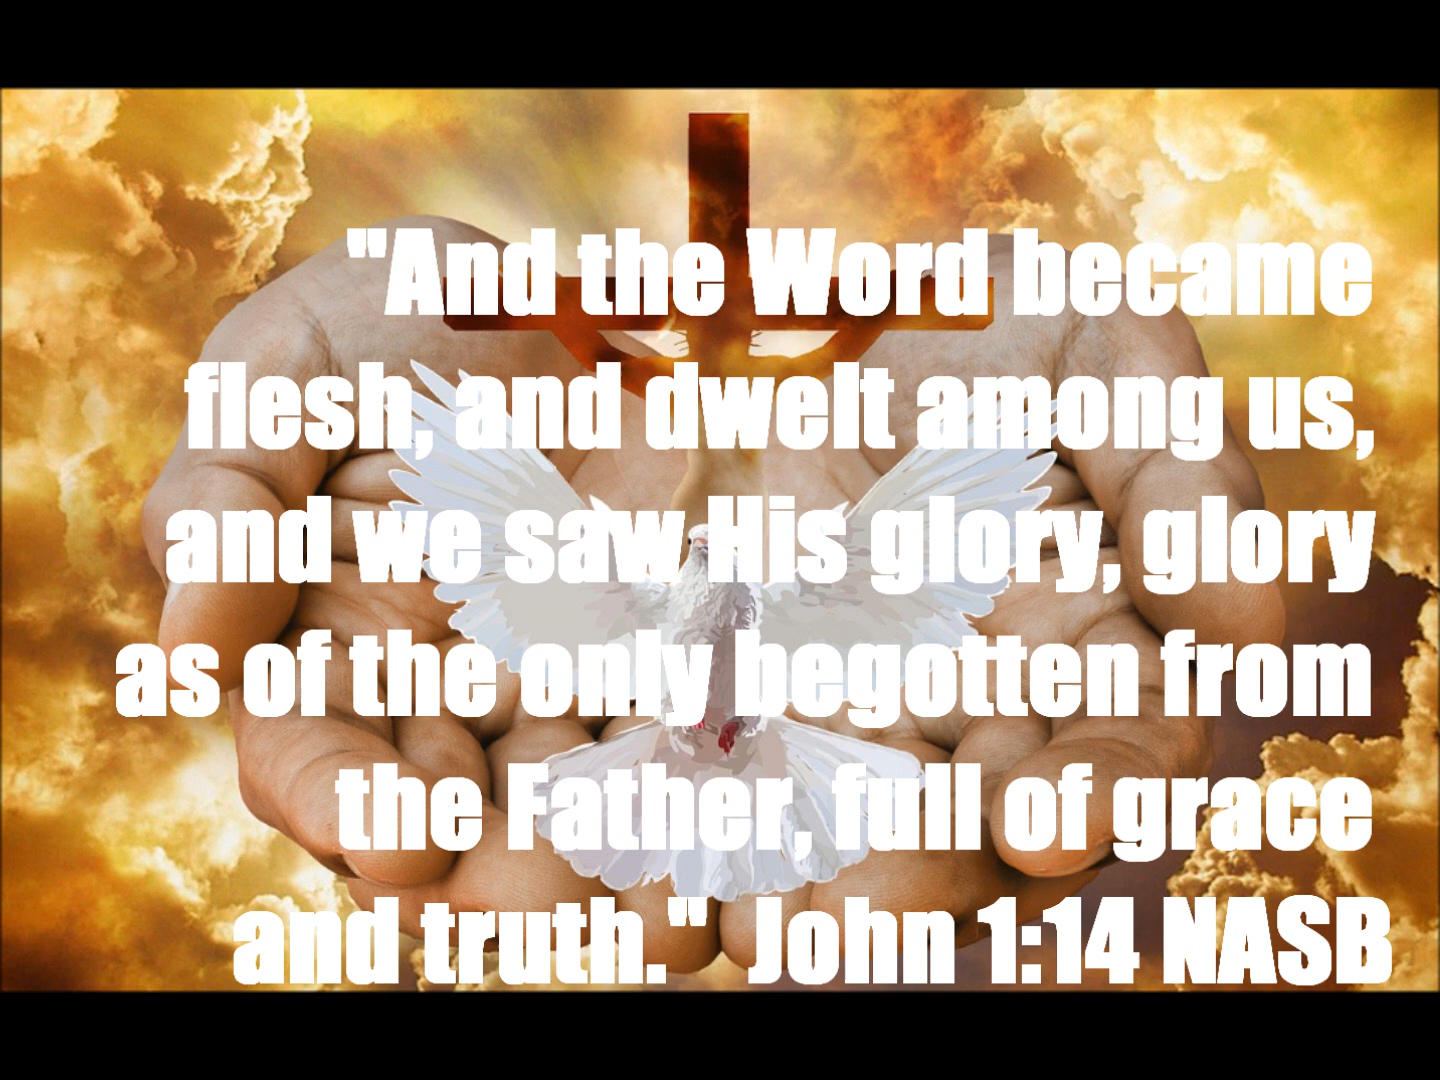 "And the Word became
flesh, and dwelt among us,
and we saw His glory, glory
as of the only begotten from
the Father, full of grace
and truth." John 1:14 NASB